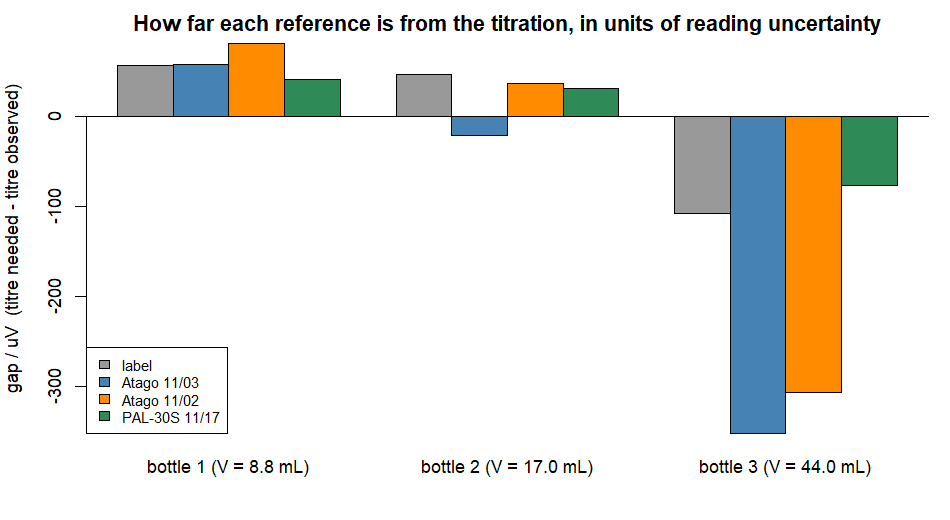 How far each reference is from the titration, in units of reading uncertainty
gap / uV  (titre needed - titre observed)
0
-100
-200
-300
label
Atago 11/03
Atago 11/02
PAL-30S 11/17
bottle 1 (V = 8.8 mL)
bottle 2 (V = 17.0 mL)
bottle 3 (V = 44.0 mL)